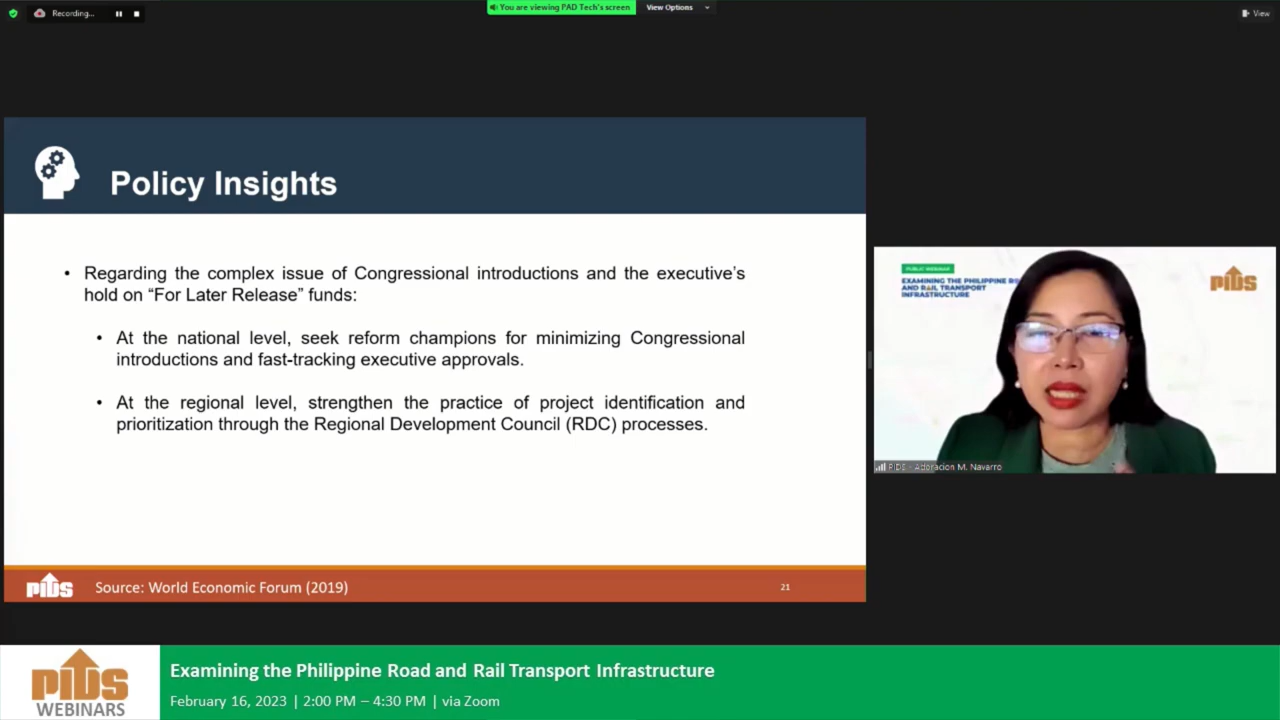 Recording...
You are viewing PAD Tech's screen
View Options
View
Policy Insights
• Regarding the complex issue of Congressional introductions and the executive's
hold on “For Later Release” funds:
• At the national level, seek reform champions for minimizing Congressional
introductions and fast-tracking executive approvals.
• At the regional level, strengthen the practice of project identification and
prioritization through the Regional Development Council (RDC) processes.
PUBLIC WEBINAR
EXAMINING THE PHILIPPINE
AND RAIL TRANSPORT
INFRASTRUCTURE
PIDS
PIDS - Adoracion M. Navarro
PIDS
Source: World Economic Forum (2019)
21
PIDS
WEBINARS
Examining the Philippine Road and Rail Transport Infrastructure
February 16, 2023 | 2:00 PM – 4:30 PM | via Zoom